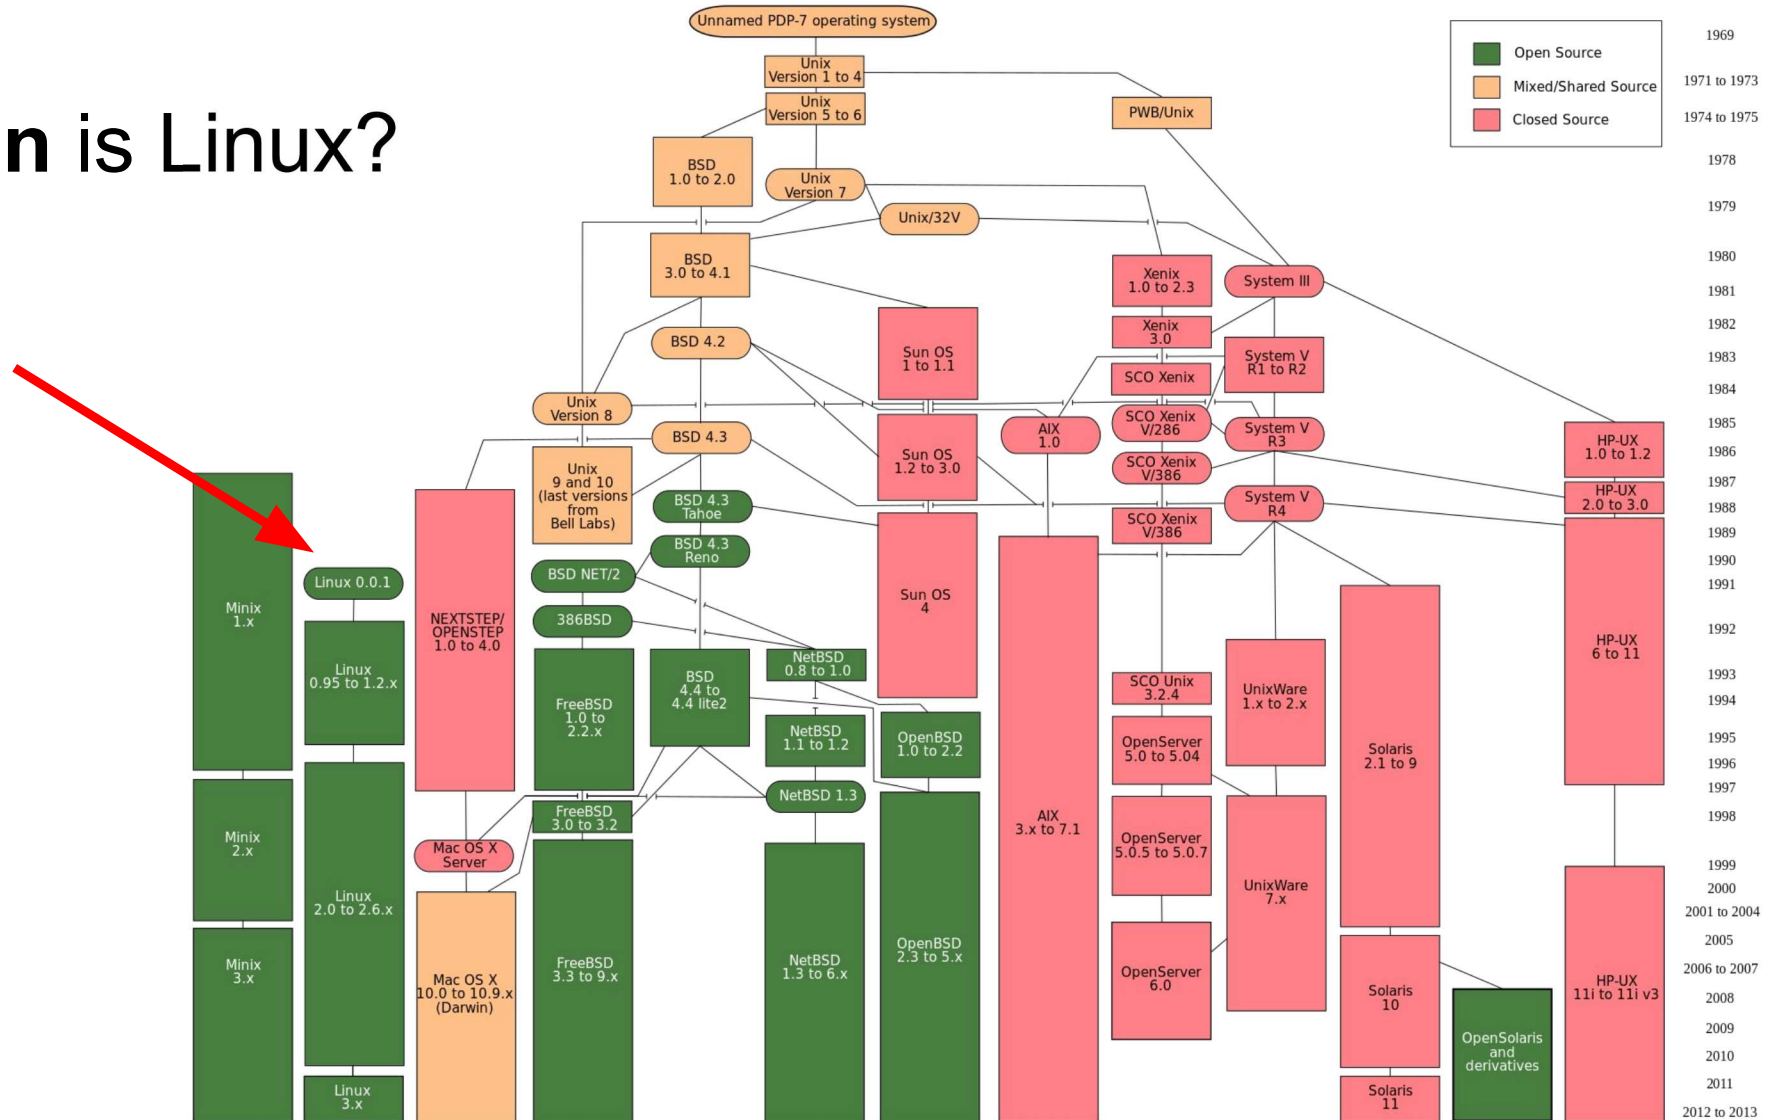 n is Linux?
Unnamed PDP-7 operating system
Unix
Version 1 to 4
Unix
Version 5 to 6
PWB/Unix
BSD
1.0 to 2.0
Unix
Version 7
Unix/32V
BSD
3.0 to 4.1
Xenix
1.0 to 2.3
System III
Sun OS
1 to 1.1
Xenix
3.0
BSD 4.2
System V
R1 to R2
SCO Xenix
Unix
Version 8
SCO Xenix
V/286
AIX
1.0
System V
R3
BSD 4.3
HP-UX
1.0 to 1.2
Sun OS
1.2 to 3.0
SCO Xenix
V/386
Unix
9 and 10
(last versions
from
Bell Labs)
HP-UX
2.0 to 3.0
BSD 4.3
Tahoe
System V
R4
SCO Xenix
V/386
BSD 4.3
Reno
BSD NET/2
Linux 0.0.1
Minix
1.x
Sun OS
4
386BSD
NEXTSTEP/
OPENSTEP
1.0 to 4.0
HP-UX
6 to 11
Linux
0.95 to 1.2.x
NetBSD
0.8 to 1.0
BSD
4.4 to
4.4 lite2
SCO Unix
3.2.4
UnixWare
1.x to 2.x
FreeBSD
1.0 to
2.2.x
NetBSD
1.1 to 1.2
OpenBSD
1.0 to 2.2
OpenServer
5.0 to 5.04
Solaris
2.1 to 9
NetBSD 1.3
FreeBSD
3.0 to 3.2
AIX
3.x to 7.1
Minix
2.x
Mac OS X
Server
OpenServer
5.0.5 to 5.0.7
UnixWare
7.x
Linux
2.0 to 2.6.x
OpenBSD
2.3 to 5.x
Minix
3.x
FreeBSD
3.3 to 9.x
NetBSD
1.3 to 6.x
Mac OS X
10.0 to 10.9.x
(Darwin)
OpenServer
6.0
Solaris
10
HP-UX
11i to 11i v3
OpenSolaris
and
derivatives
Linux
3.x
Solaris
11
Open Source
Mixed/Shared Source
Closed Source
1969
1971 to 1973
1974 to 1975
1978
1979
1980
1981
1982
1983
1984
1985
1986
1987
1988
1989
1990
1991
1992
1993
1994
1995
1996
1997
1998
1999
2000
2001 to 2004
2005
2006 to 2007
2008
2009
2010
2011
2012 to 2013